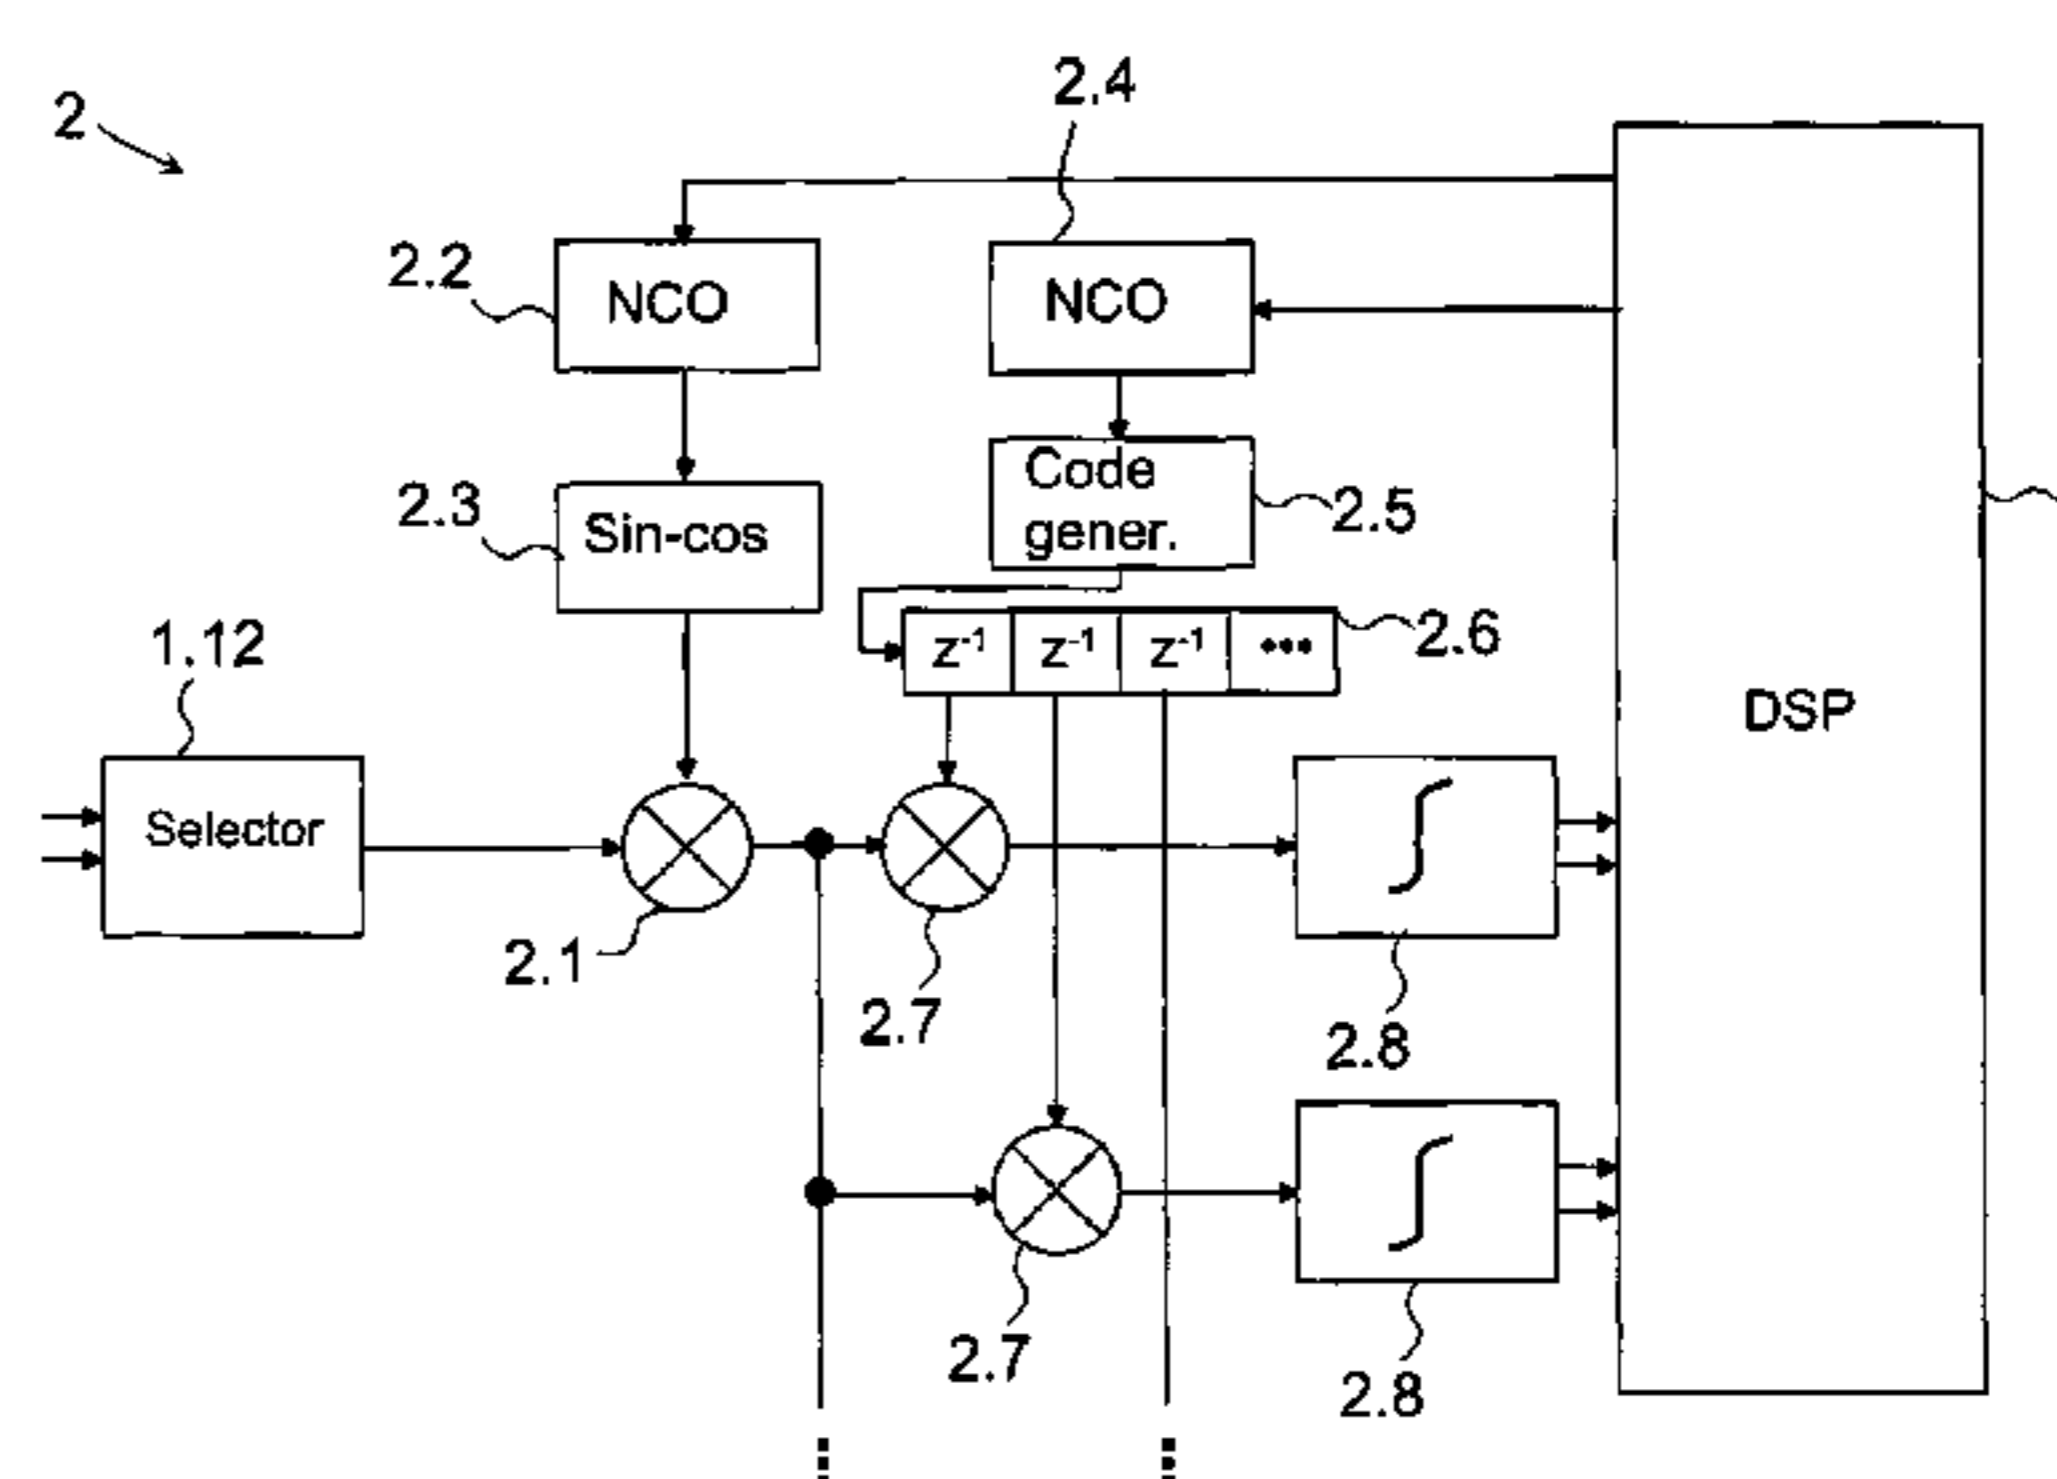 2.4
2
2.2
NCO
NCO
2.3
Sin-cos
Code
gener.
2.5
1.12
z⁻¹
z⁻¹
z⁻¹
•••
2.6
DSP
Selector
2.1
2.7
2.8
2.7
2.8